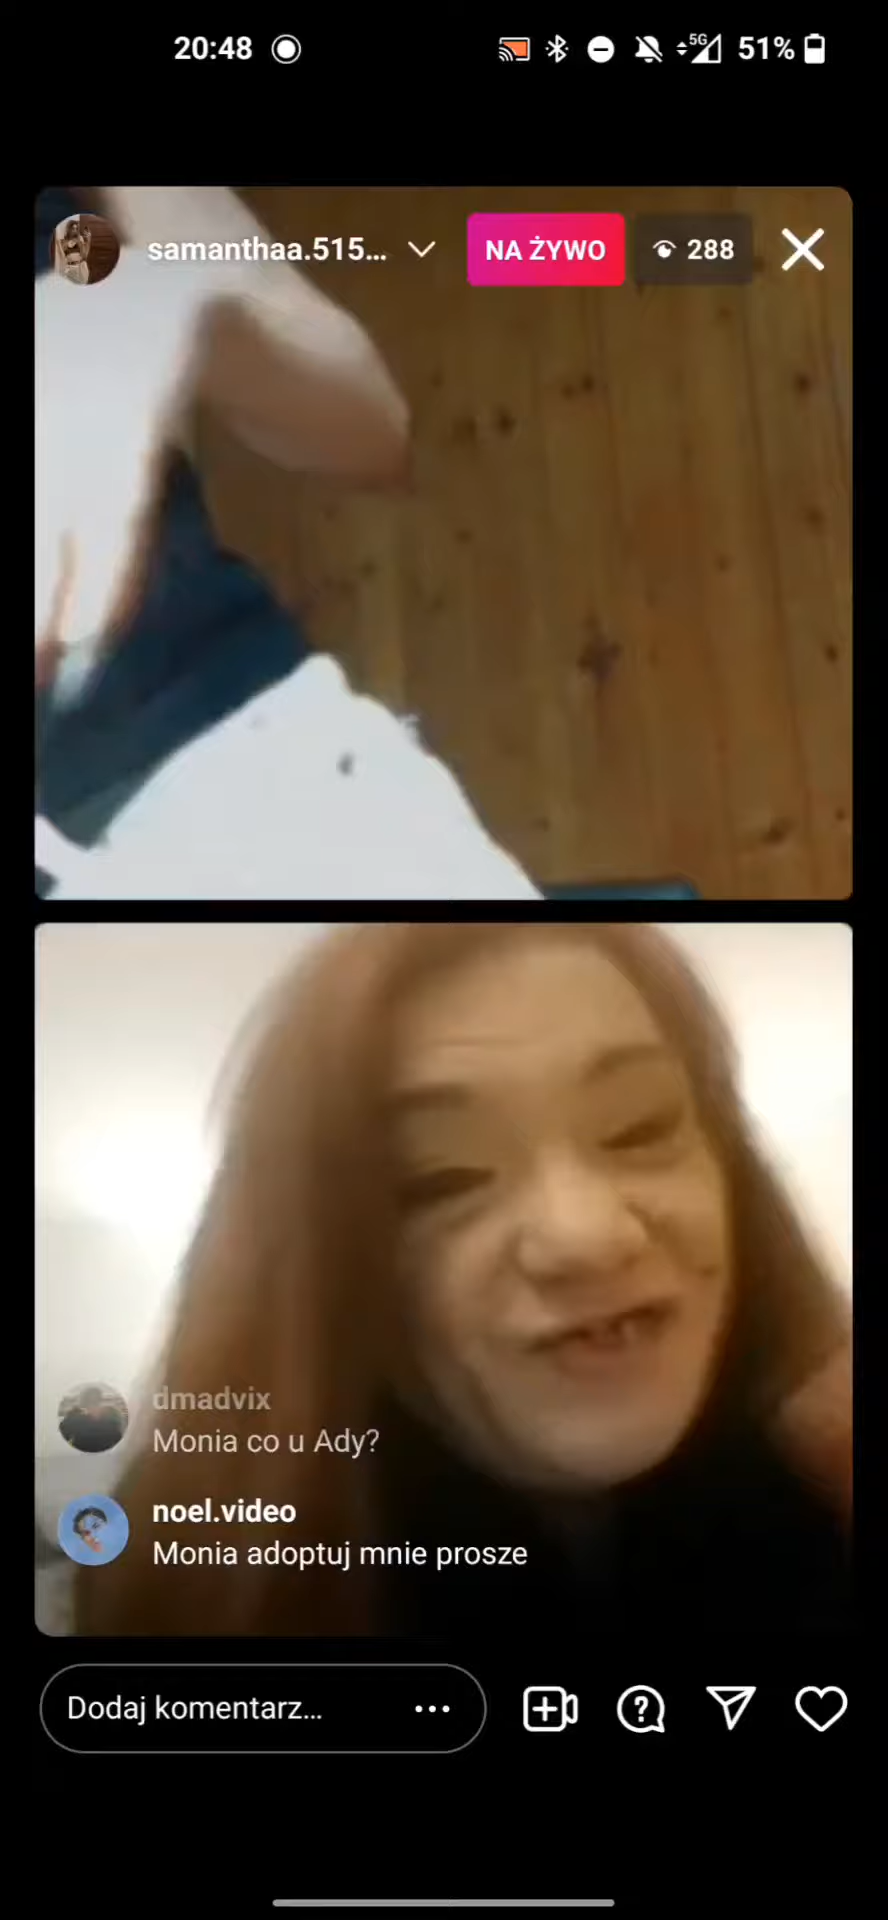 20:48
5G
51%
samanthaa.515...
NA ŻYWO
288
dmadvix
Monia co u Ady?
noel.video
Monia adoptuj mnie prosze
Dodaj komentarz...